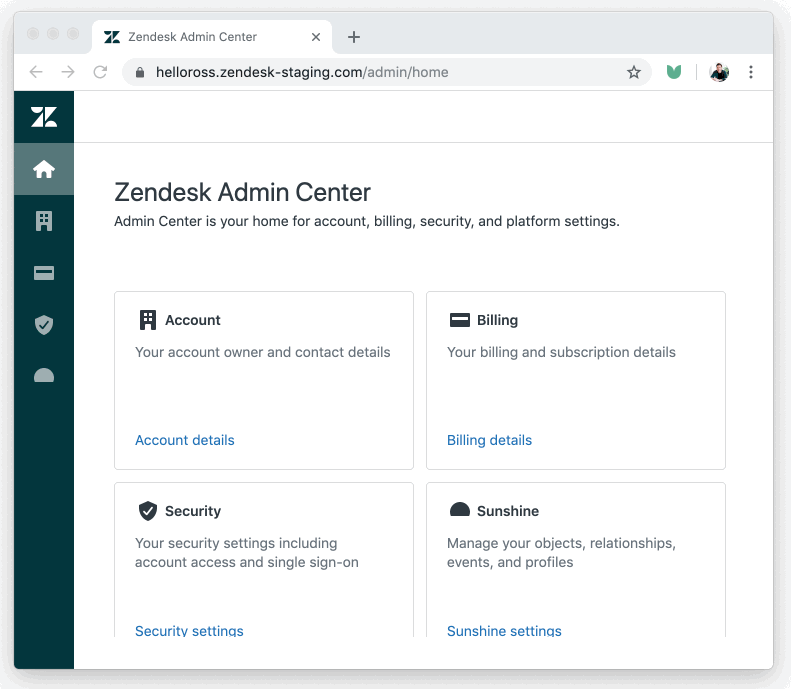 Zendesk Admin Center
helloross.zendesk-staging.com/admin/home
Zendesk Admin Center
Admin Center is your home for account, billing, security, and platform settings.
Account
Your account owner and contact details
Account details
Billing
Your billing and subscription details
Billing details
Security
Your security settings including
account access and single sign-on
Security settings
Sunshine
Manage your objects, relationships,
events, and profiles
Sunshine settings